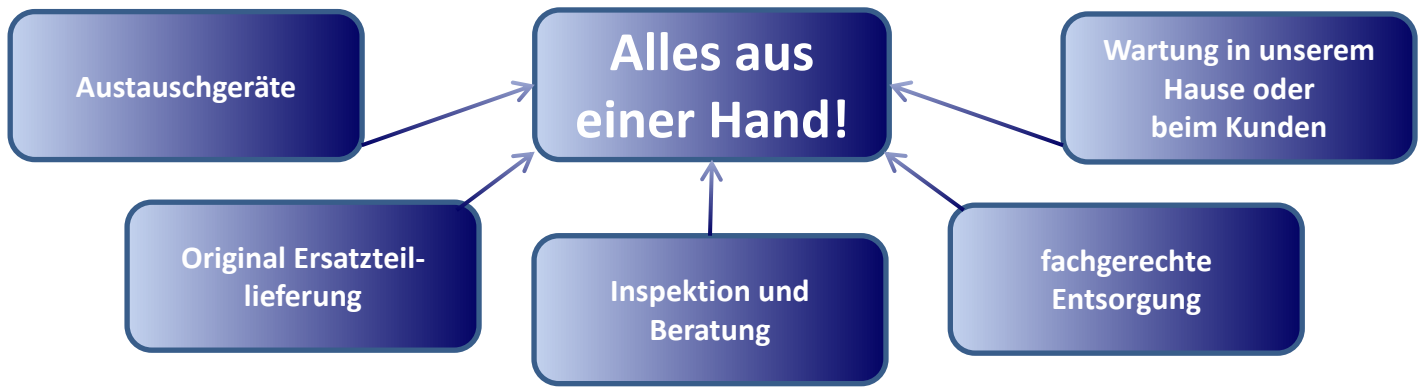 Austauschgeräte
Alles aus
einer Hand!
Wartung in unserem
Hause oder
beim Kunden
Original Ersatzteil-
lieferung
Inspektion und
Beratung
fachgerechte
Entsorgung